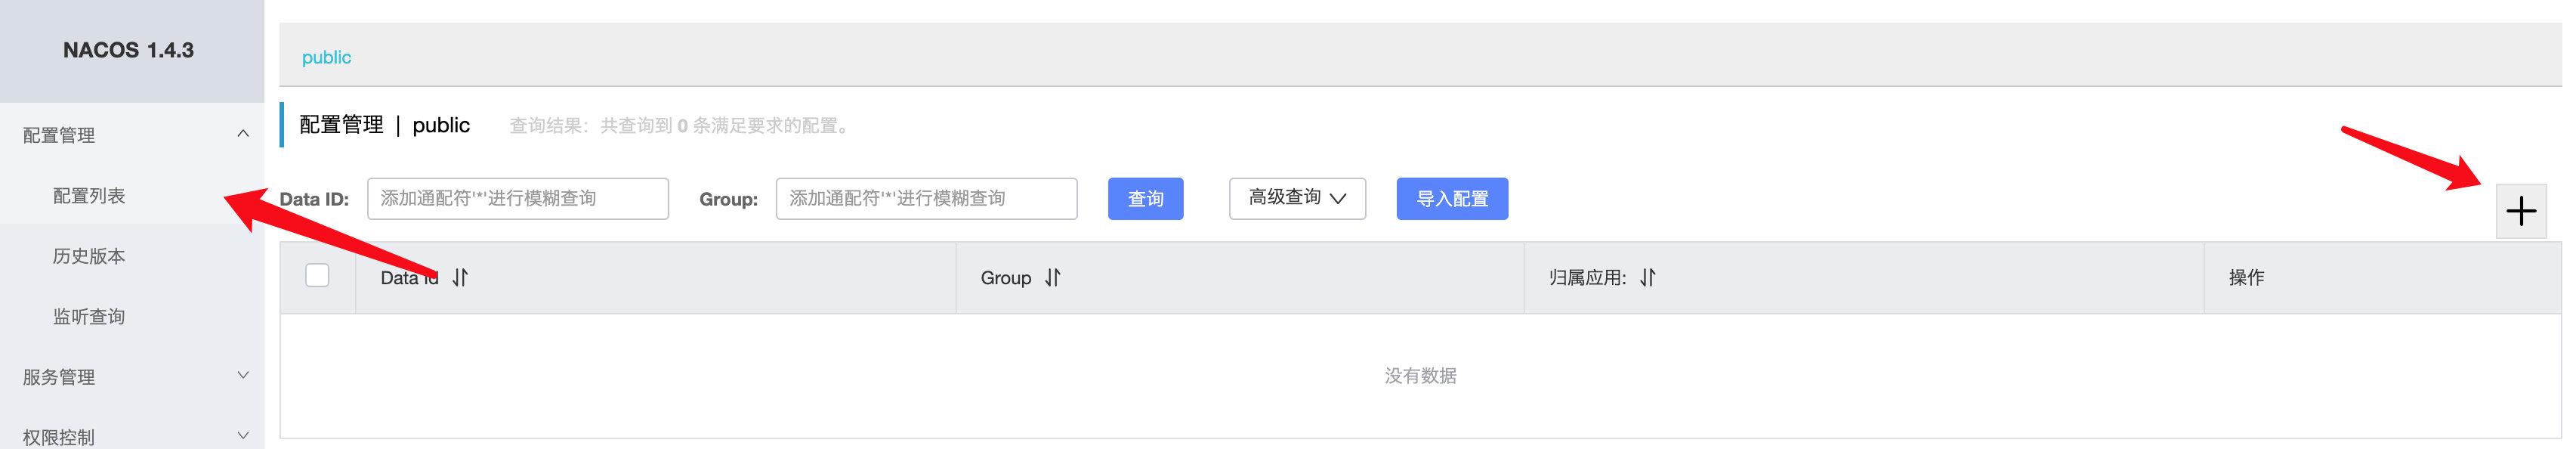 NACOS 1.4.3
配置管理
配置列表
历史版本
监听查询
服务管理
权限控制
public
配置管理 | public 查询结果：共查询到 0 条满足要求的配置。
Data ID: 添加通配符'*'进行模糊查询 Group: 添加通配符'*'进行模糊查询 查询 高级查询 导入配置
Data Id Group 归属应用: 操作
没有数据